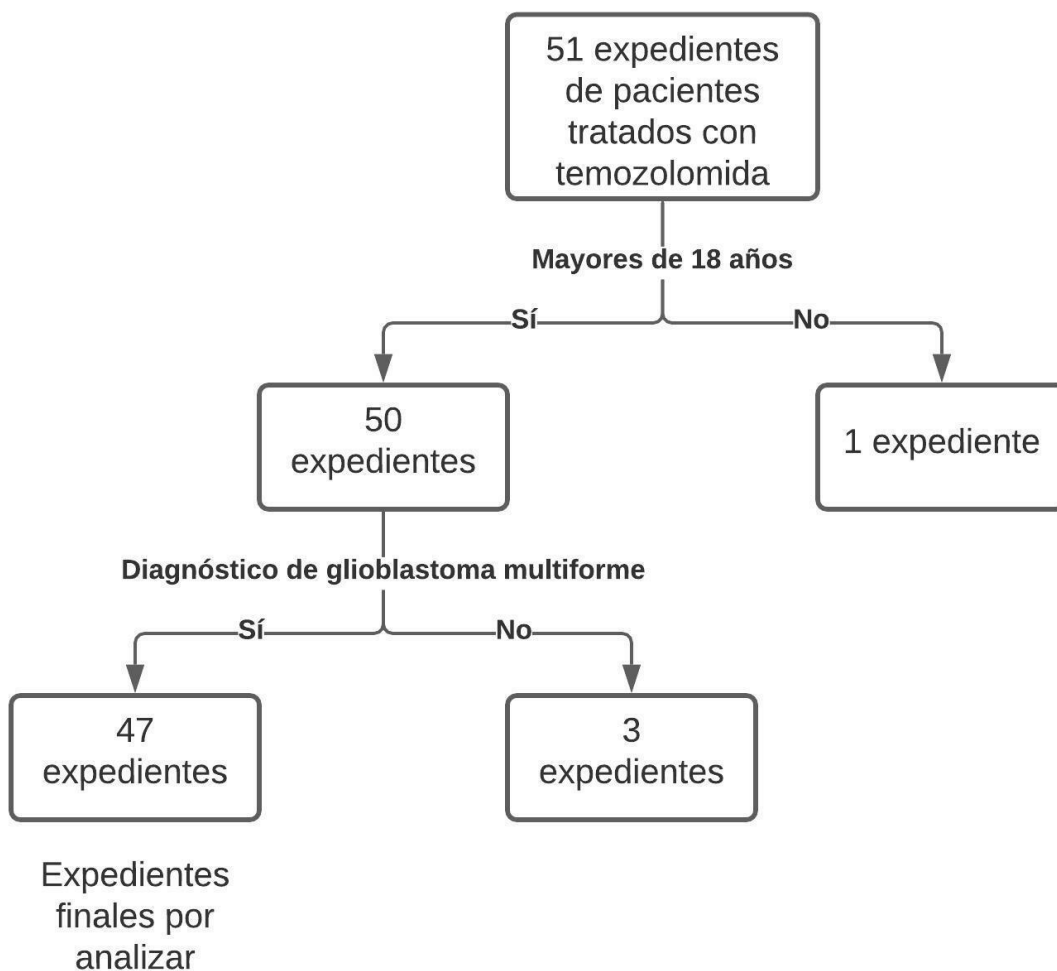 51 expedientes
de pacientes
tratados con
temozolomida
Mayores de 18 años
Sí
No
50
expedientes
1 expediente
Diagnóstico de glioblastoma multiforme
Sí
No
47
expedientes
3
expedientes
Expedientes
finales por
analizar